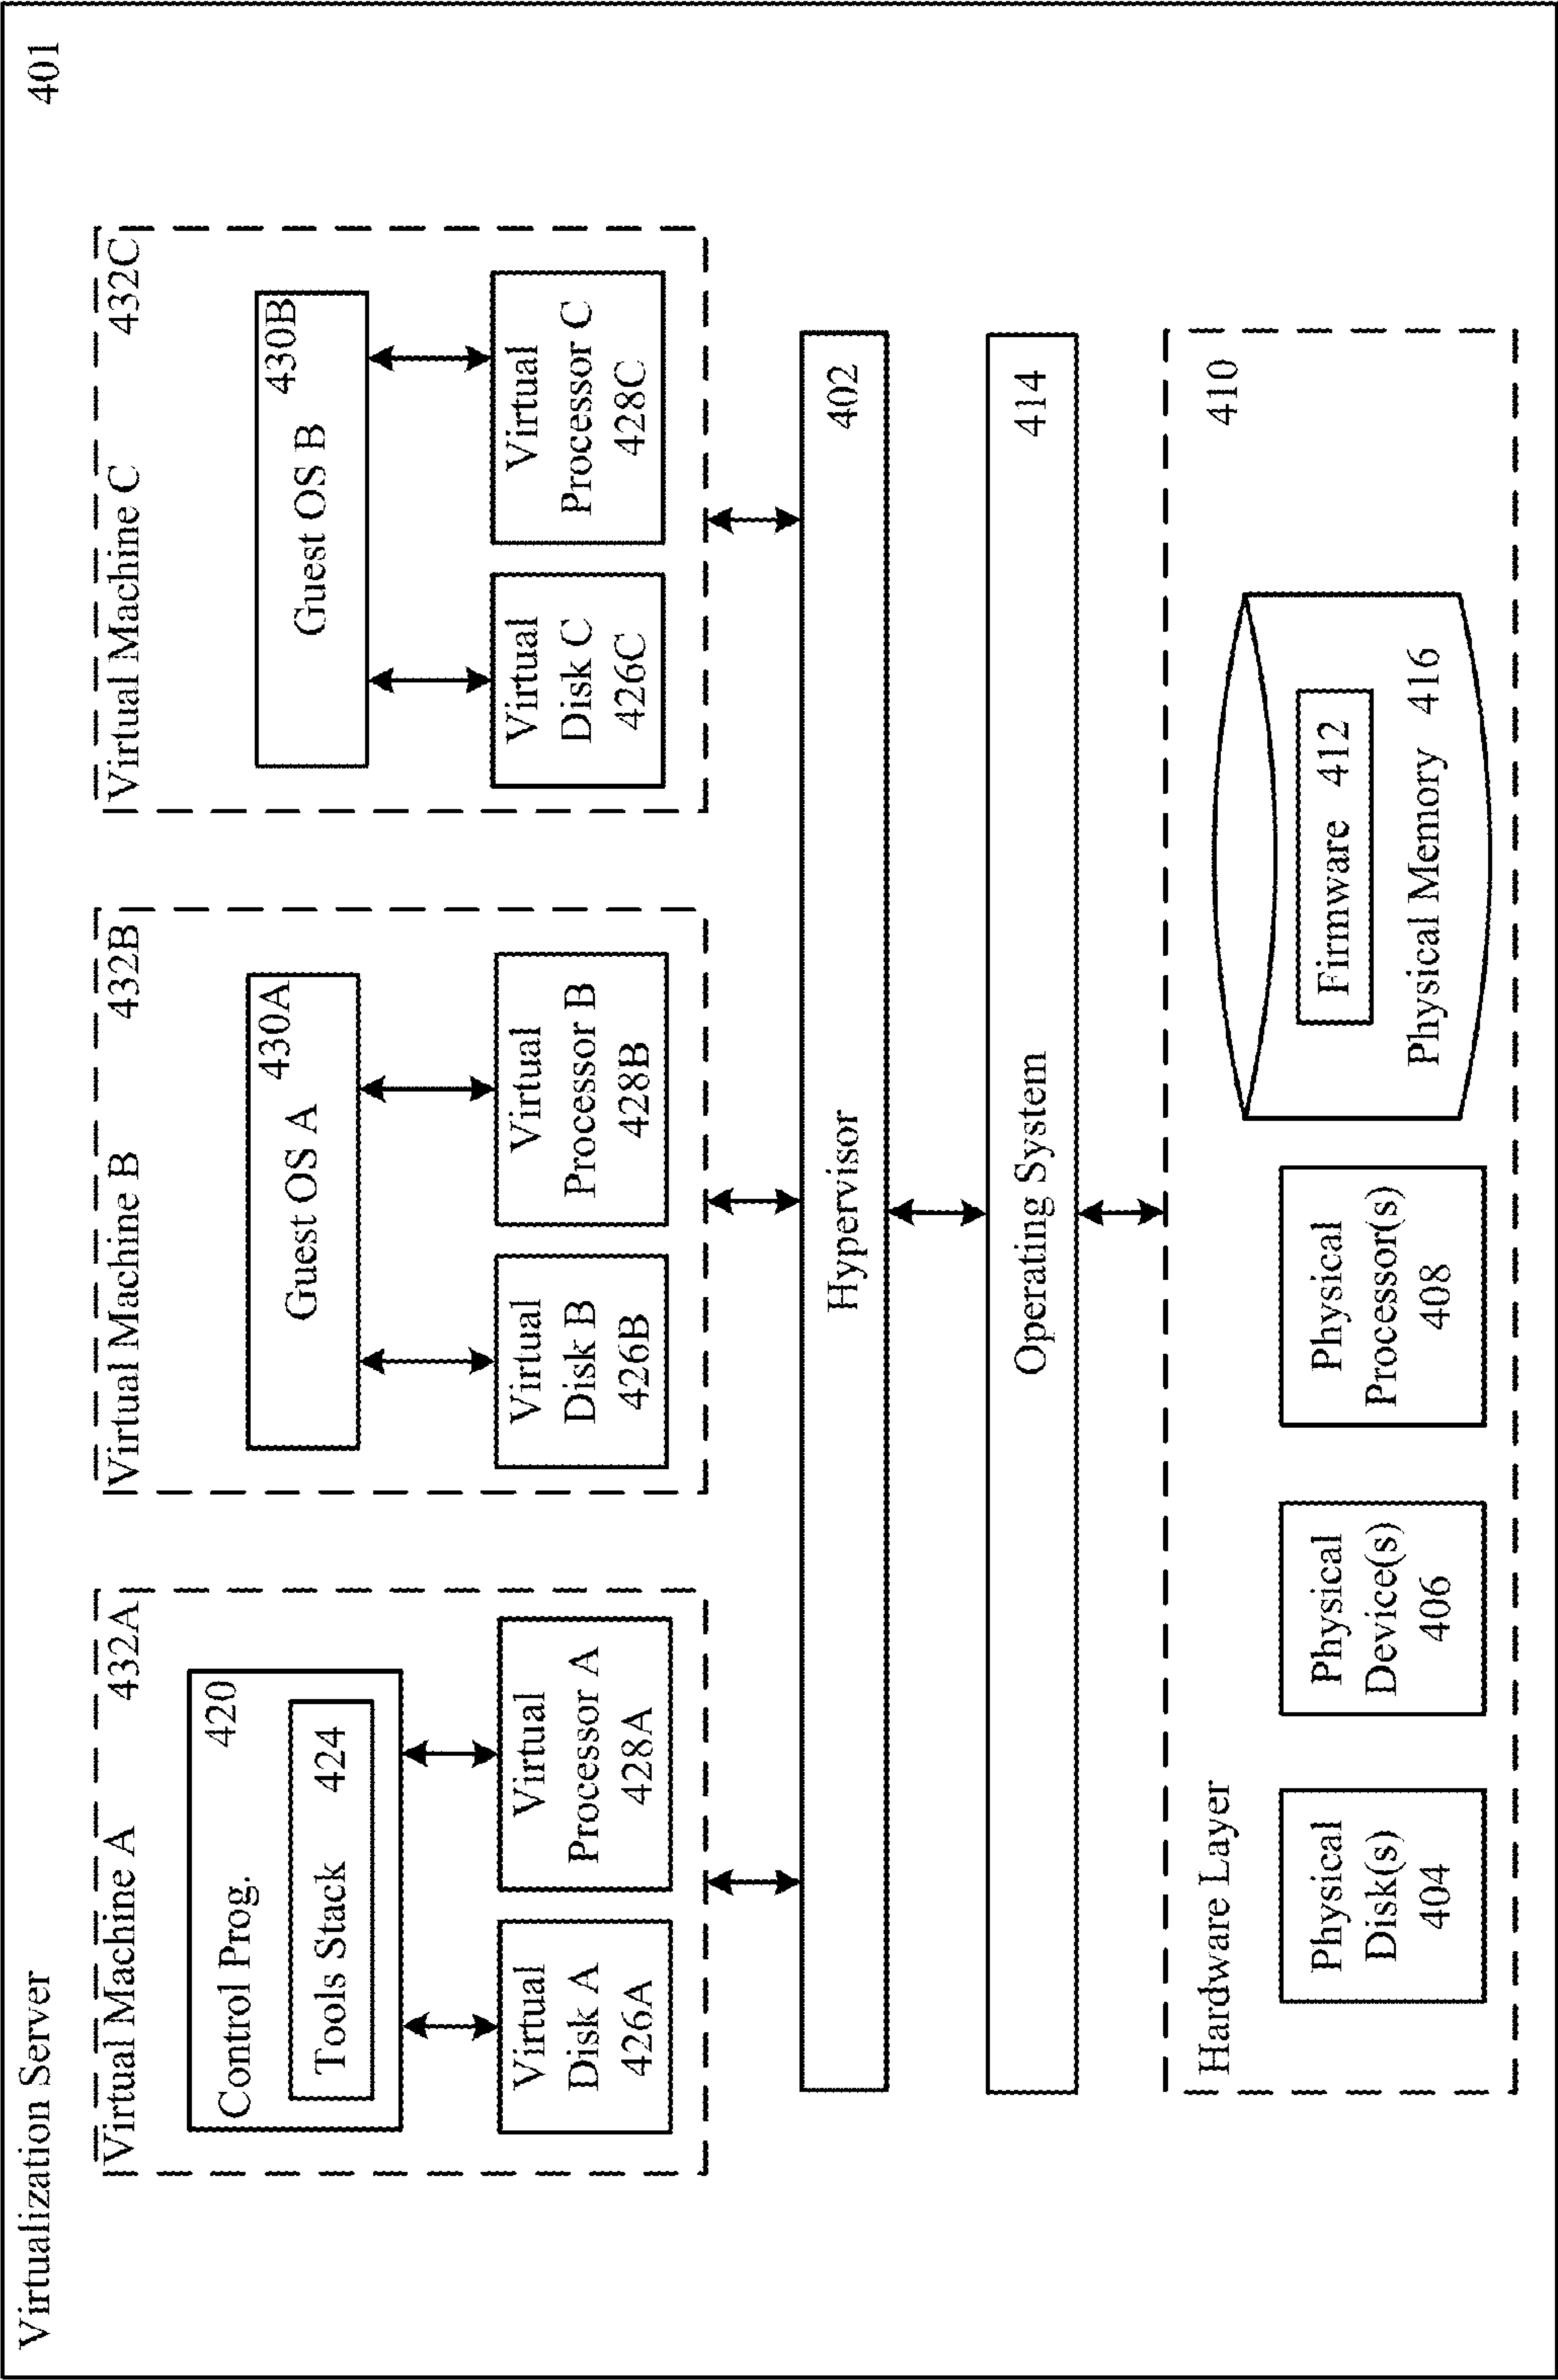 Virtualization Server 401
Virtual Machine A 432A
Control Prog. 420
Tools Stack 424
Virtual
Disk A
426A
Virtual
Processor A
428A
Virtual Machine B 432B
430A
Guest OS A
Virtual
Disk B
426B
Virtual
Processor B
428B
Virtual Machine C 432C
430B
Guest OS B
Virtual
Disk C
426C
Virtual
Processor C
428C
Hypervisor 402
Operating System 414
Hardware Layer 410
Physical
Disk(s)
404
Physical
Device(s)
406
Physical
Processor(s)
408
Firmware 412
Physical Memory 416